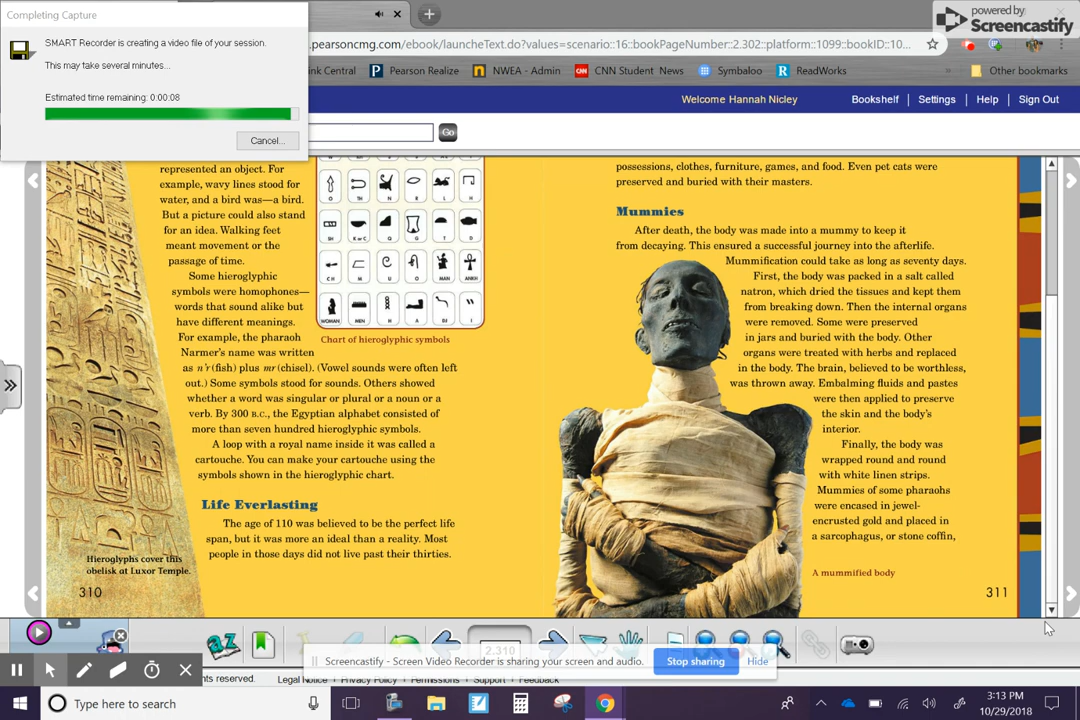 Completing Capture
SMART Recorder is creating a video file of your session.
This may take several minutes...
Estimated time remaining: 0:00:08
Cancel...
powered by
Screencastify
.pearsoncmg.com/ebook/launcheText.do?values=scenario::16::bookPageNumber::2.302::platform::1099::bookID::10...
ink Central
Pearson Realize
NWEA - Admin
CNN Student News
Symbaloo
ReadWorks
»
Other bookmarks
Welcome Hannah Nicley
Bookshelf
Settings
Help
Sign Out
Go
represented an object. For
example, wavy lines stood for
water, and a bird was—a bird.
But a picture could also stand
for an idea. Walking feet
meant movement or the
passage of time.
Some hieroglyphic
symbols were homophones—
words that sound alike but
have different meanings.
For example, the pharaoh
Narmer's name was written
as n'r (fish) plus mr (chisel). (Vowel sounds were often left
out.) Some symbols stood for sounds. Others showed
whether a word was singular or plural or a noun or a
verb. By 300 B.C., the Egyptian alphabet consisted of
more than seven hundred hieroglyphic symbols.
A loop with a royal name inside it was called a
cartouche. You can make your cartouche using the
symbols shown in the hieroglyphic chart.
Life Everlasting
The age of 110 was believed to be the perfect life
span, but it was more an ideal than a reality. Most
people in those days did not live past their thirties.
O TH N R L H
SH K or C Q G T D
CH M U O MAN ANKH
WOMAN MEN H A DJ I
Chart of hieroglyphic symbols
Hieroglyphs cover this
obelisk at Luxor Temple.
310
possessions, clothes, furniture, games, and food. Even pet cats were
preserved and buried with their masters.
Mummies
After death, the body was made into a mummy to keep it
from decaying. This ensured a successful journey into the afterlife.
Mummification could take as long as seventy days.
First, the body was packed in a salt called
natron, which dried the tissues and kept them
from breaking down. Then the internal organs
were removed. Some were preserved
in jars and buried with the body. Other
organs were treated with herbs and replaced
in the body. The brain, believed to be worthless,
was thrown away. Embalming fluids and pastes
were then applied to preserve
the skin and the body's
interior.
Finally, the body was
wrapped round and round
with white linen strips.
Mummies of some pharaohs
were encased in jewel-
encrusted gold and placed in
a sarcophagus, or stone coffin,
A mummified body
311
2.310
Screencastify - Screen Video Recorder is sharing your screen and audio.
Stop sharing
Hide
hts reserved.
Legal Notice
Privacy Policy
Permissions
Support
Feedback
Type here to search
3:13 PM
10/29/2018